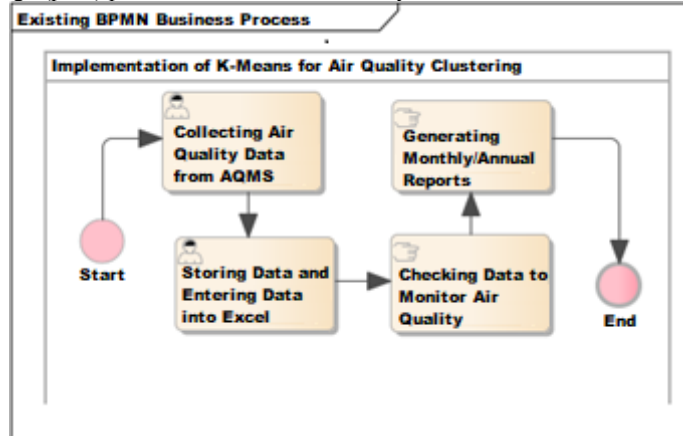 Existing BPMN Business Process
Implementation of K-Means for Air Quality Clustering
Collecting Air
Quality Data
from AQMS
Generating
Monthly/Annual
Reports
Start
Storing Data and
Entering Data
into Excel
Checking Data to
Monitor Air
Quality
End